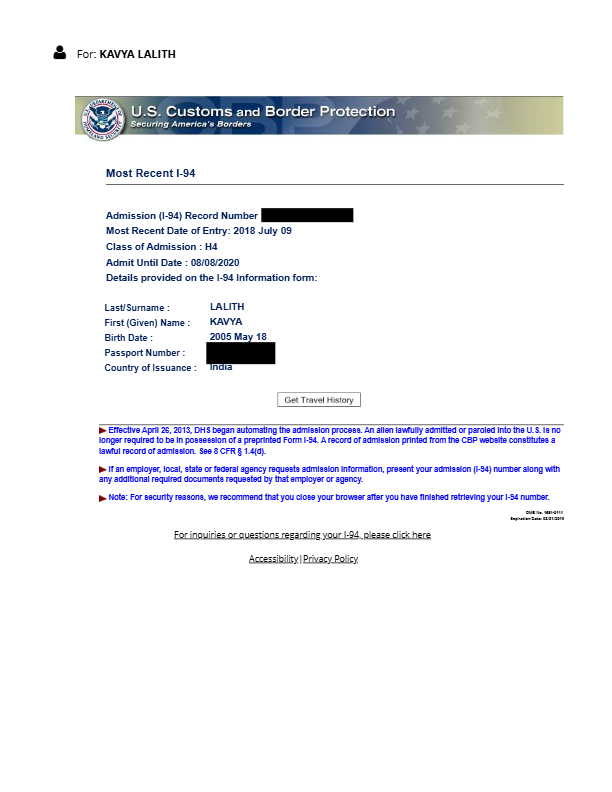 For: KAVYA LALITH
U.S. Customs and Border Protection
Securing America's Borders
Most Recent I-94
Admission (I-94) Record Number
Most Recent Date of Entry: 2018 July 09
Class of Admission : H4
Admit Until Date : 08/08/2020
Details provided on the I-94 Information form:
Last/Surname : LALITH
First (Given) Name : KAVYA
Birth Date : 2005 May 18
Passport Number :
Country of Issuance : India
Get Travel History
Effective April 26, 2013, DHS began automating the admission process. An alien lawfully admitted or paroled into the U.S. is no
longer required to be in possession of a preprinted Form I-94. A record of admission printed from the CBP website constitutes a
lawful record of admission. See 8 CFR § 1.4(d).
If an employer, local, state or federal agency requests admission information, present your admission (I-94) number along with
any additional required documents requested by that employer or agency.
Note: For security reasons, we recommend that you close your browser after you have finished retrieving your I-94 number.
OMB No. 1651-0111
Expiration Date:
For inquiries or questions regarding your I-94, please click here
Accessibility|Privacy Policy